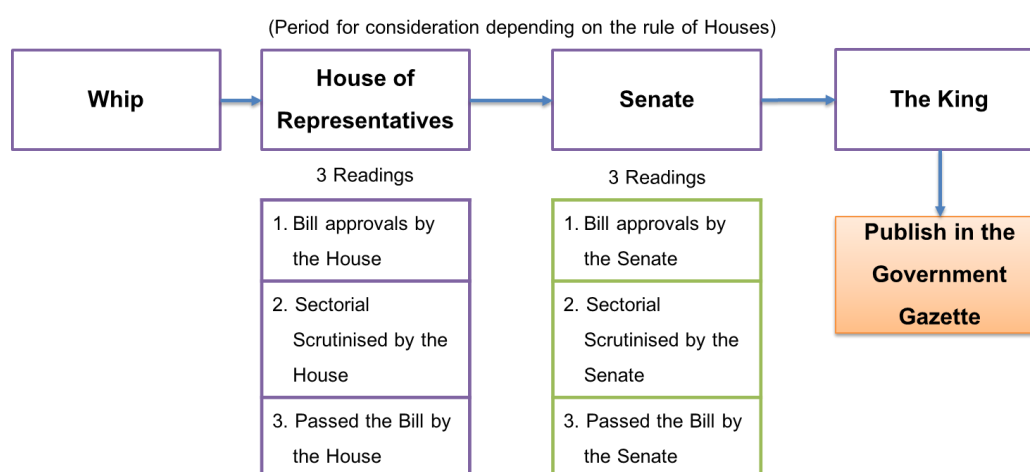 (Period for consideration depending on the rule of Houses)
Whip
House of
Representatives
Senate
The King
3 Readings
3 Readings
1. Bill approvals by
the House
2. Sectorial
Scrutinised by the
House
3. Passed the Bill by
the House
1. Bill approvals by
the Senate
2. Sectorial
Scrutinised by the
Senate
3. Passed the Bill by
the Senate
Publish in the
Government
Gazette